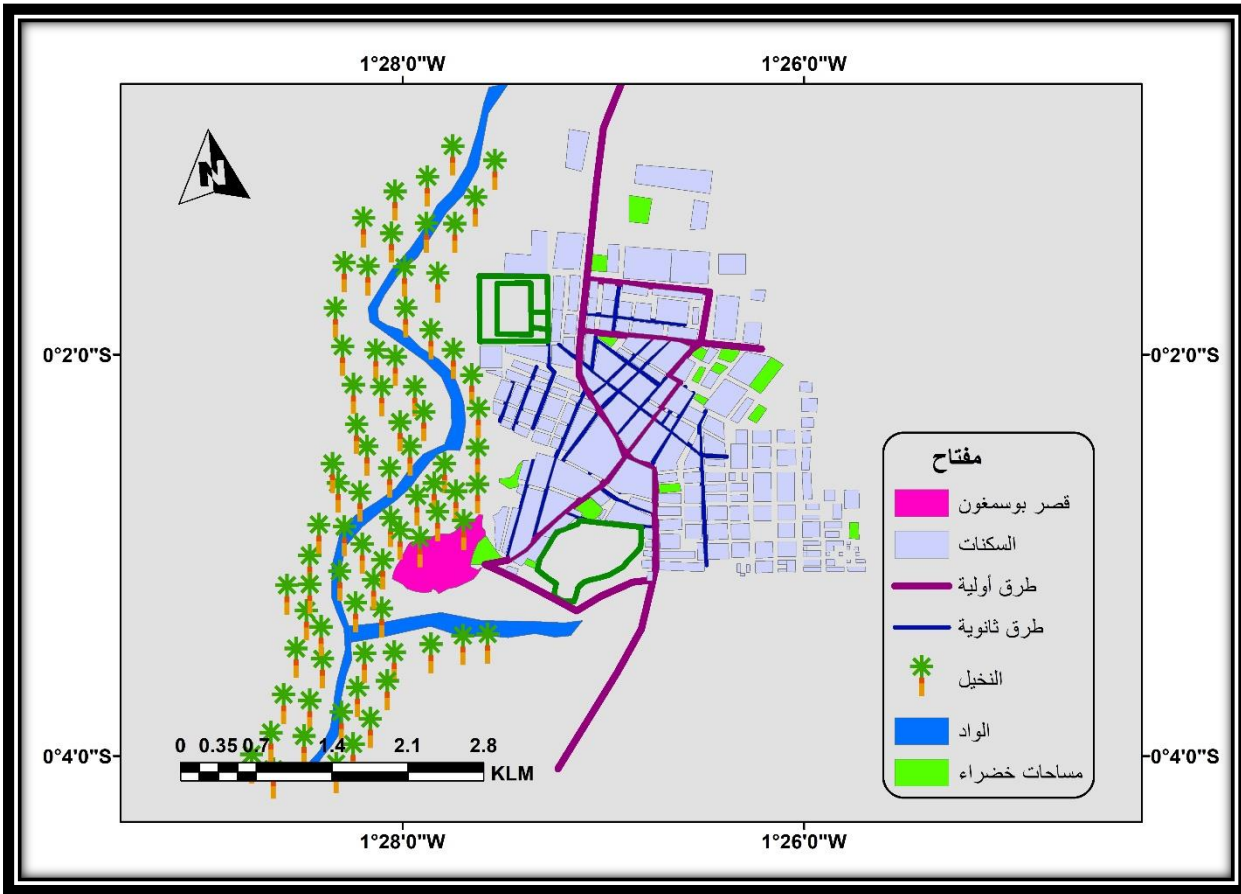 1°28'0"W 1°26'0"W
N
0°2'0"S 0°2'0"S
مفتاح
قصر بوسمغون
السكنات
طرق أولية
طرق ثانوية
النخيل
الواد
مساحات خضراء
0°4'0"S 0°4'0"S
0 0.35 0.7 1.4 2.1 2.8
KLM
1°28'0"W 1°26'0"W